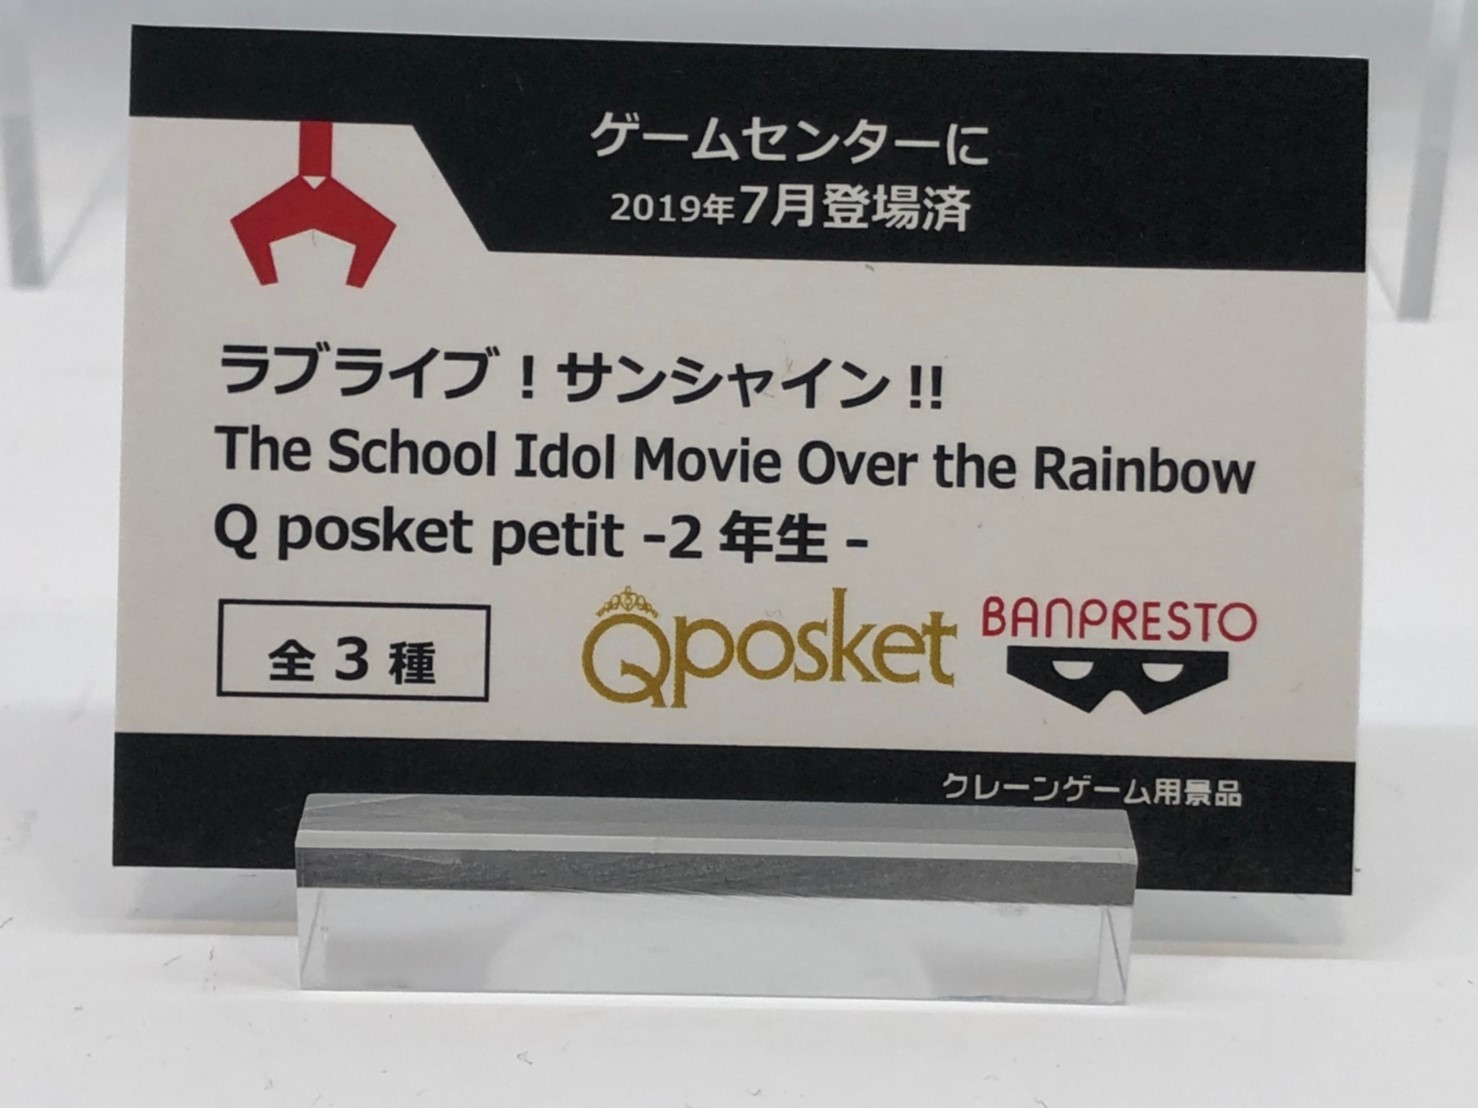 ゲームセンターに
2019年7月登場済
ラブライブ！サンシャイン!!
The School Idol Movie Over the Rainbow
Q posket petit -2 年生 -
全 3 種
Qposket
BANPRESTO
クレーンゲーム用景品